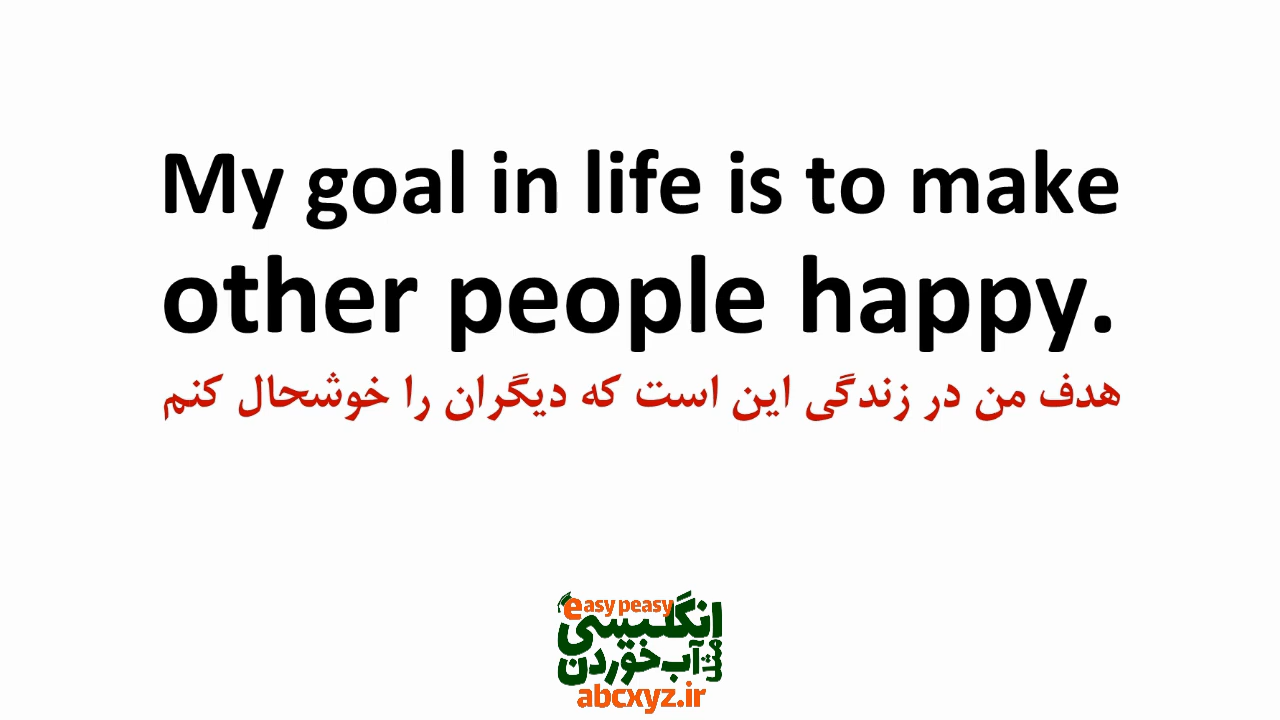 My goal in life is to make
other people happy.
هدف من در زندگی این است که دیگران را خوشحال کنم
easy peasy
انگلیسی
مثل آب خوردن
abcxyz.ir